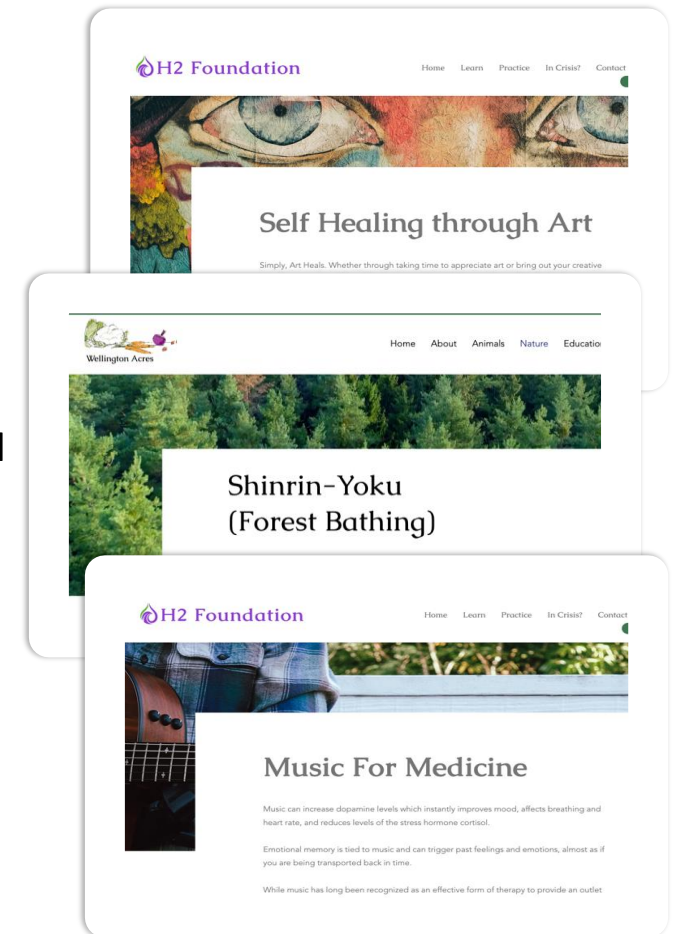 H2 Foundation
Home Learn Practice In Crisis? Contact
Self Healing through Art
Simply, Art Heals. Whether through taking time to appreciate art or bring out your creative
Wellington Acres
Home About Animals Nature Education
Shinrin-Yoku
(Forest Bathing)
H2 Foundation
Home Learn Practice In Crisis? Contact
Music For Medicine
Music can increase dopamine levels which instantly improves mood, affects breathing and
heart rate, and reduces levels of the stress hormone cortisol.
Emotional memory is tied to music and can trigger past feelings and emotions, almost as if
you are being transported back in time.
While music has long been recognized as an effective form of therapy to provide an outlet